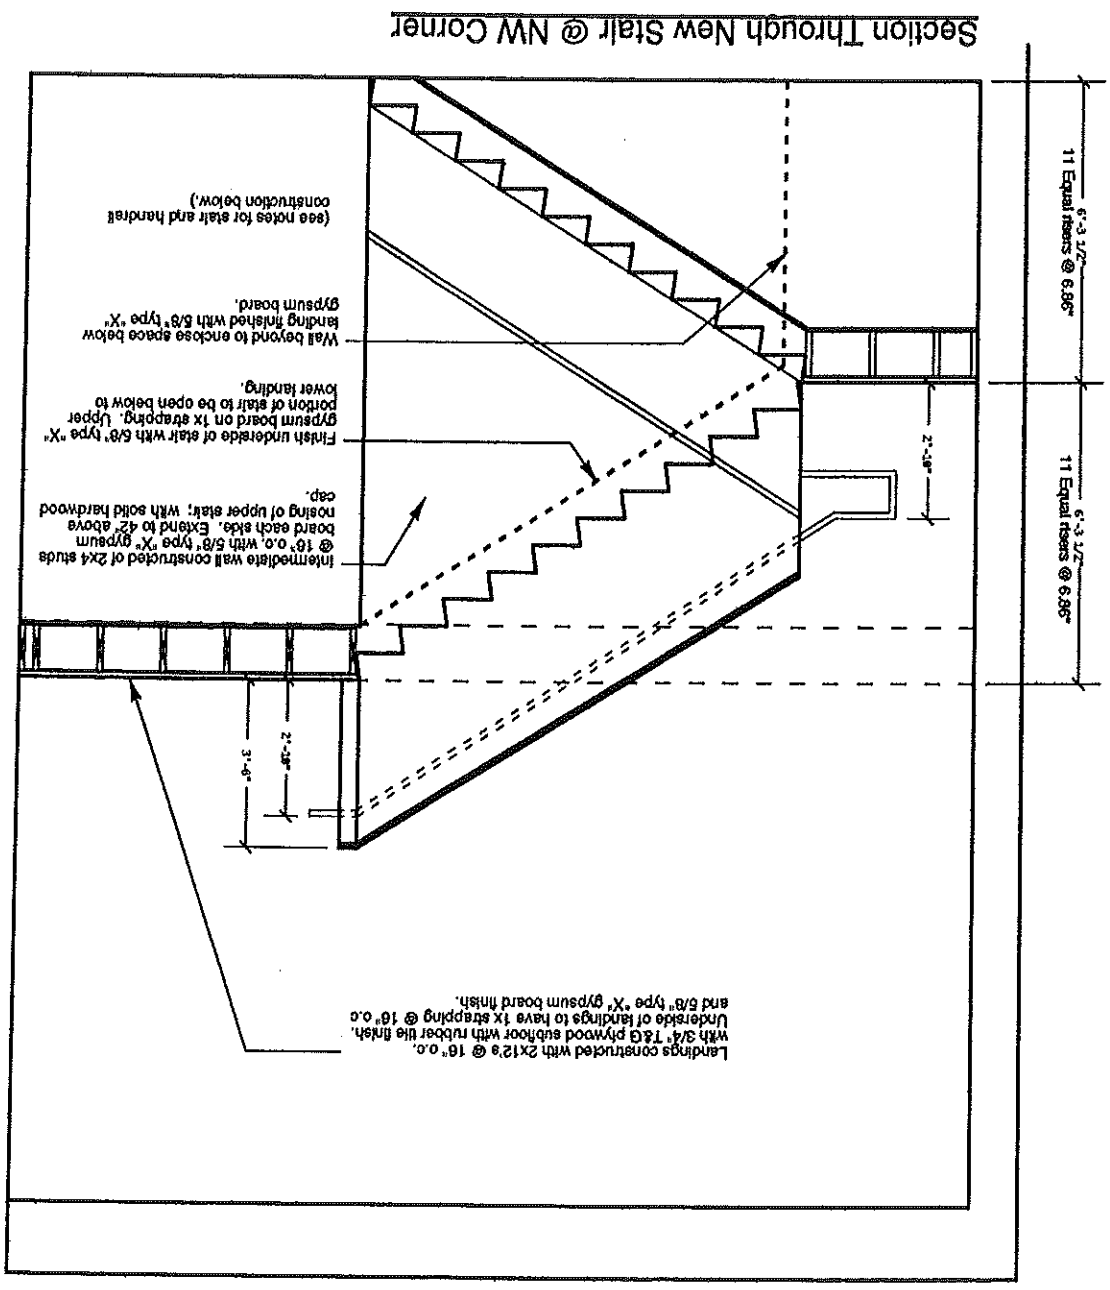 Landings constructed with 2x12's @ 16" o.c.
with 3/4" T&G plywood subfloor with rubber tile finish.
Underside of landings to have 1x strapping @ 16" o.c
and 5/8" type "X" gypsum board finish.
3'-6"
6'-3 1/2"
11 Equal risers @ 6.86"
Intermediate wall constructed of 2x4 studs
@ 16" o.c. with 5/8" type "X" gypsum
board each side. Extend to 42" above
nosing of upper stair; with solid hardwood
cap.
Finish underside of stair with 5/8" type "X"
gypsum board on 1x strapping. Upper
portion of stair to be open below to
lower landing.
Wall beyond to enclose space below
landing finished with 5/8" type "X"
gypsum board.
(see notes for stair and handrail
construction below.)
6'-3 1/2"
11 Equal risers @ 6.86"
Section Through New Stair @ NW Corner